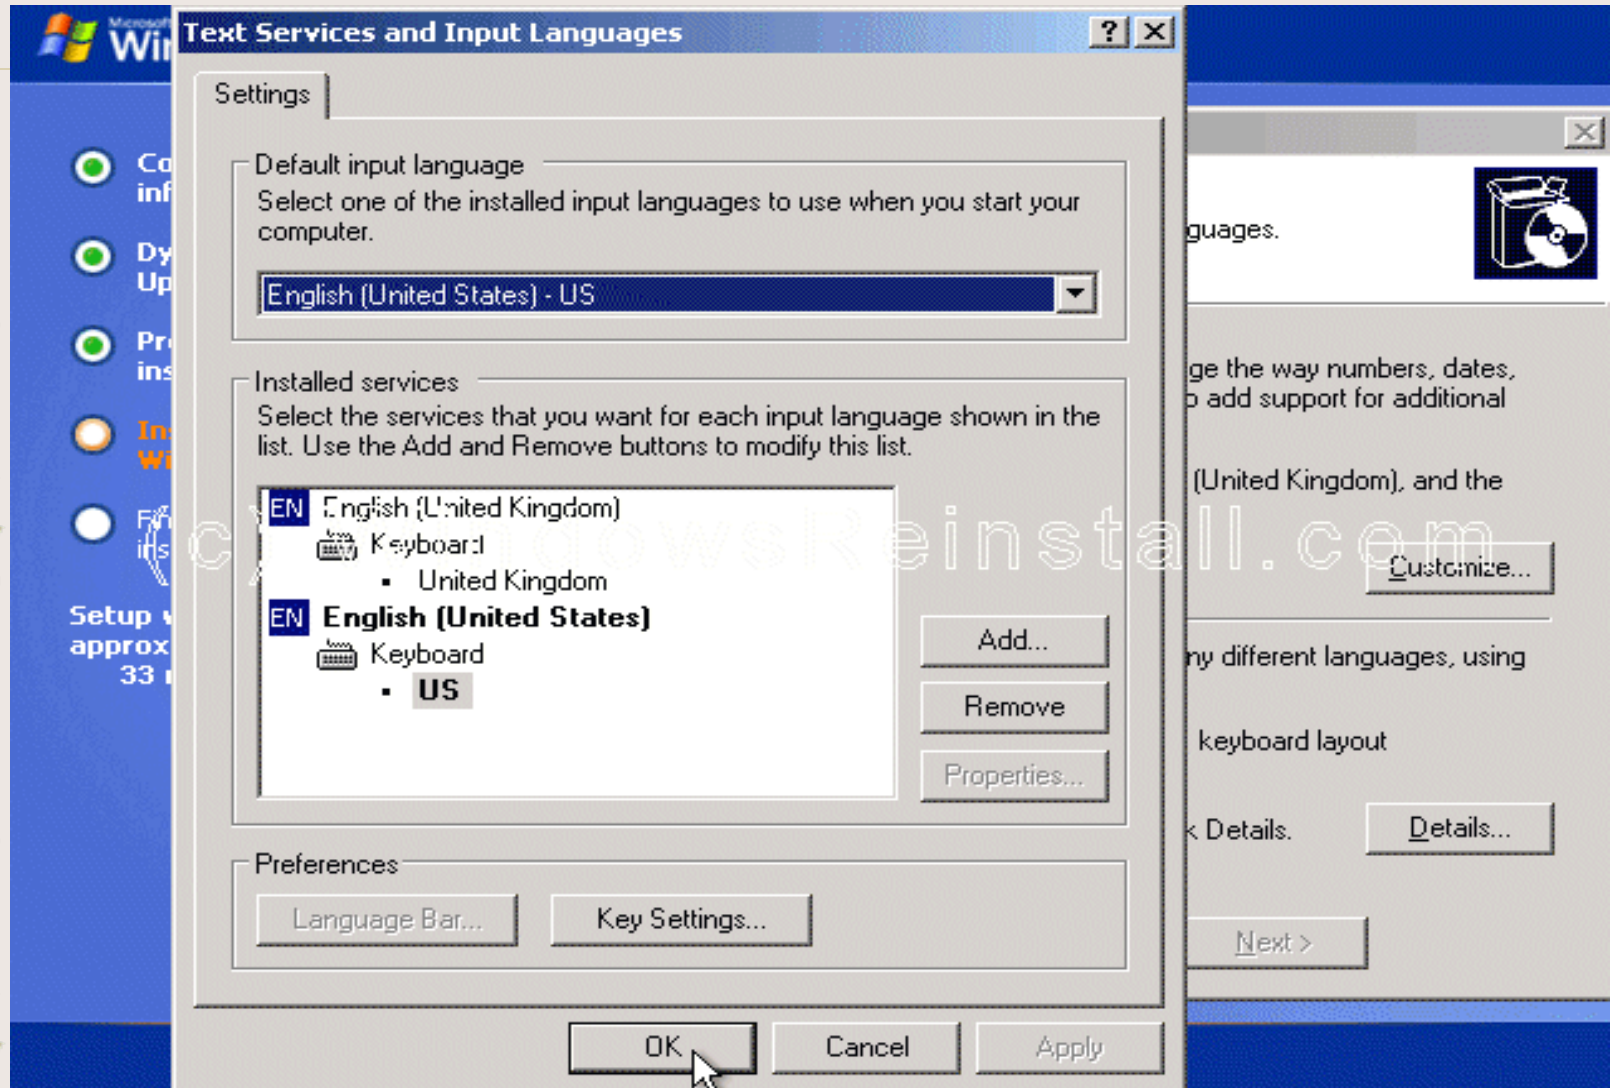 Microsoft
Text Services and Input Languages
Settings
Default input language
Select one of the installed input languages to use when you start your
computer.
English (United States) - US
Installed services
Select the services that you want for each input language shown in the
list. Use the Add and Remove buttons to modify this list.
EN English (United Kingdom)
Keyboard
United Kingdom
EN English (United States)
Keyboard
US
Add...
Remove
Properties...
Preferences
Language Bar...
Key Settings...
OK
Cancel
Apply
Setup
approx
33
guages.
ge the way numbers, dates,
add support for additional
(United Kingdom), and the
Customize...
ny different languages, using
keyboard layout
Details.
Details...
Next >
(c) WindowsReinstall.com